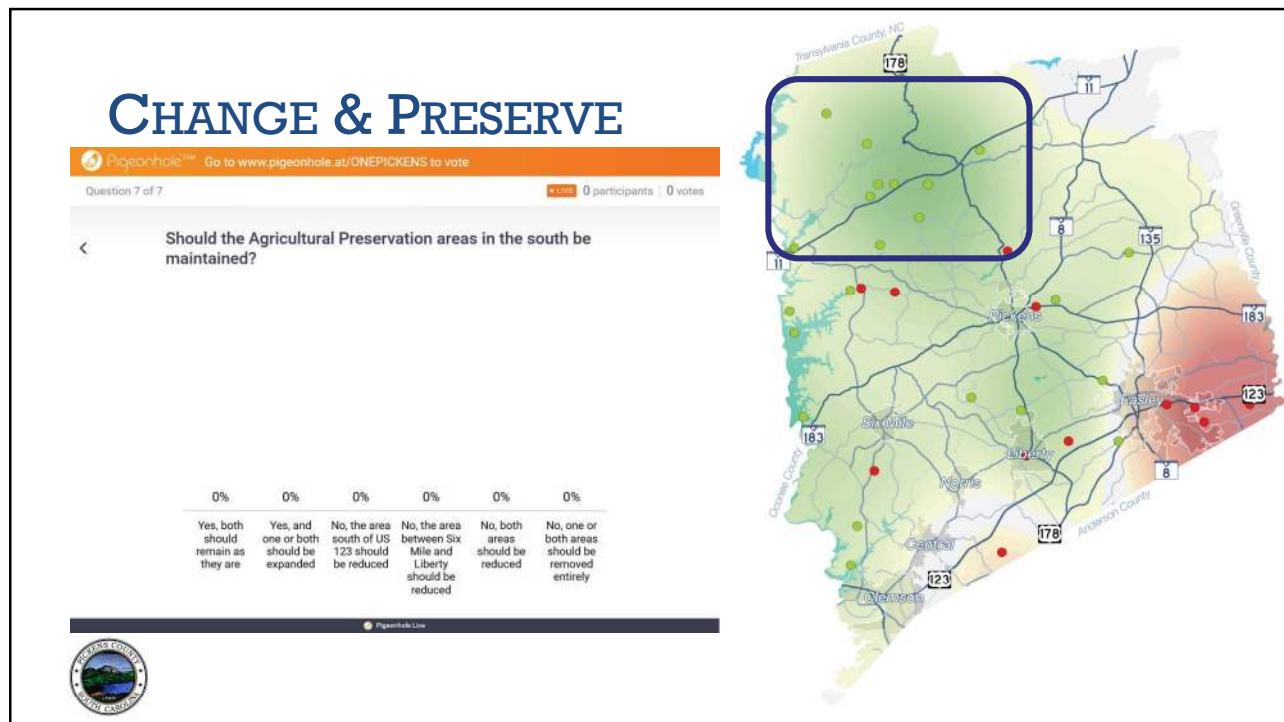 CHANGE & PRESERVE
Pigeonhole Live Go to www.pigeonhole.at/ONEPICKENS to vote
Question 7 of 7
LIVE 0 participants 0 votes
Should the Agricultural Preservation areas in the south be
maintained?
0% 0% 0% 0% 0% 0%
Yes, both
should
remain as
they are
Yes, and
one or both
should be
expanded
No, the area
south of US
123 should
be reduced
No, the area
between Six
Mile and
Liberty
should be
reduced
No, both
areas
should be
reduced
No, one or
both areas
should be
removed
entirely
Pigeonhole Live
PICKENS COUNTY
SOUTH CAROLINA
Transylvania County, NC
178
11
Greenville County
8
135
11
Pickens
183
Easley
123
Six Mile
183
Liberty
8
Oconee County
Norris
Anderson County
178
Central
123
Clemson